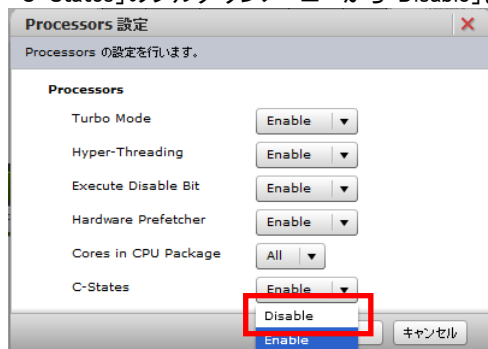 Processors 設定
Processors の設定を行います。
Processors
Turbo Mode Enable
Hyper-Threading Enable
Execute Disable Bit Enable
Hardware Prefetcher Enable
Cores in CPU Package All
C-States Enable
Disable
Enable
キャンセル